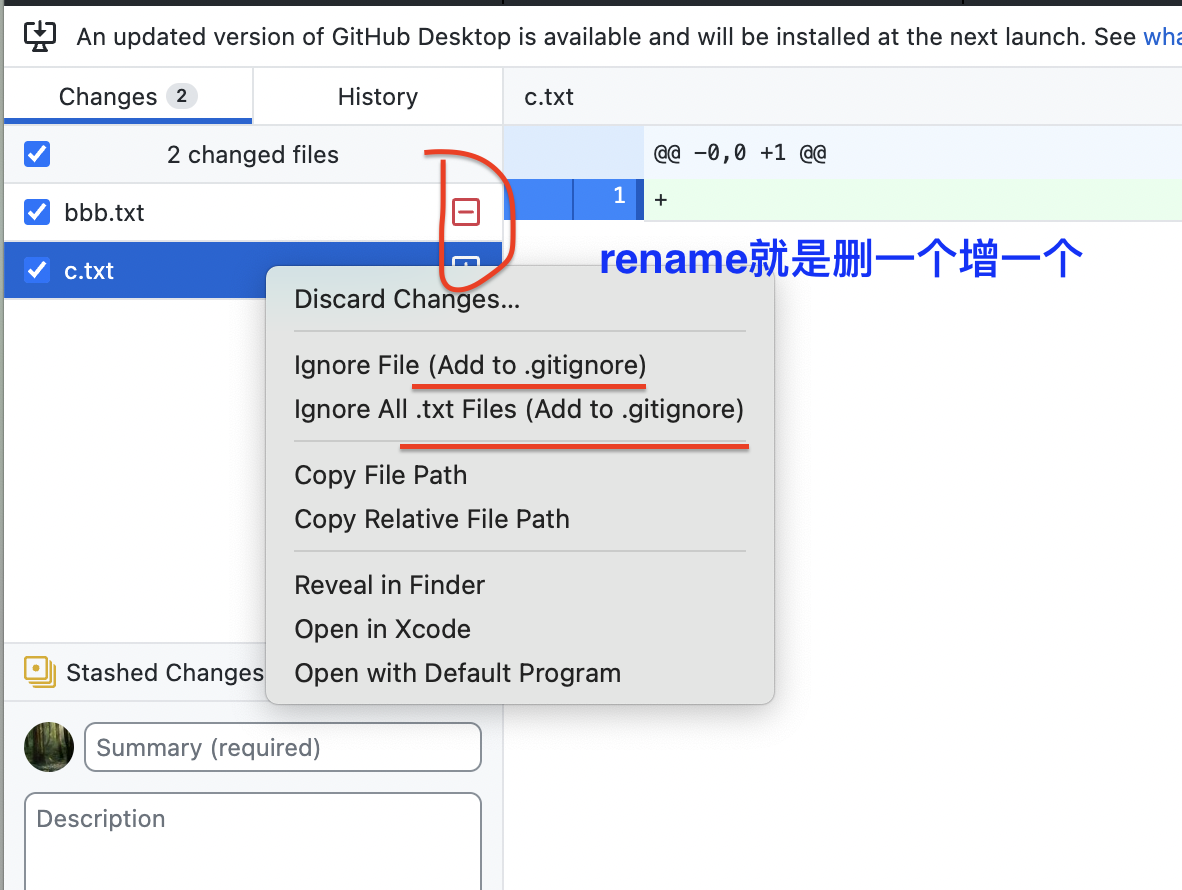 An updated version of GitHub Desktop is available and will be installed at the next launch. See
Changes 2
History
c.txt
2 changed files
@@ -0,0 +1 @@
bbb.txt
1 +
c.txt
rename就是删一个增一个
Discard Changes...
Ignore File (Add to .gitignore)
Ignore All .txt Files (Add to .gitignore)
Copy File Path
Copy Relative File Path
Reveal in Finder
Open in Xcode
Open with Default Program
Stashed Changes
Summary (required)
Description